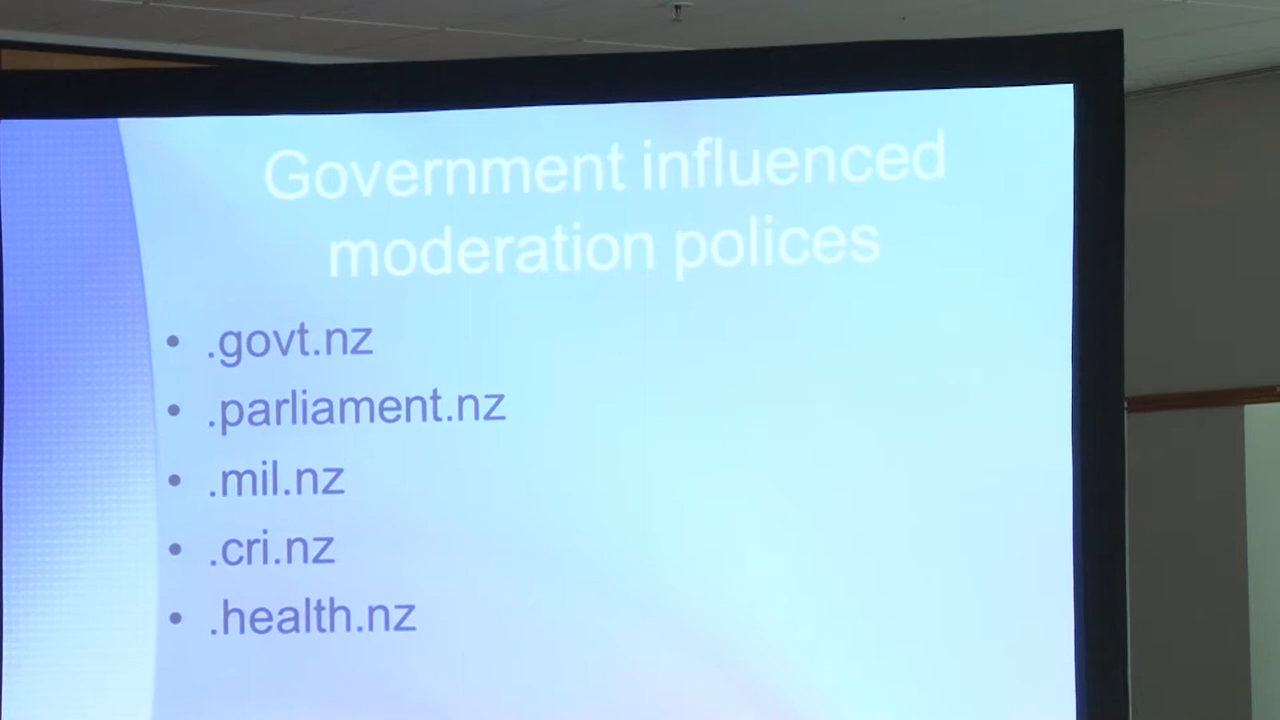 Government influenced
moderation polices
• .govt.nz
• .parliament.nz
• .mil.nz
• .cri.nz
• .health.nz